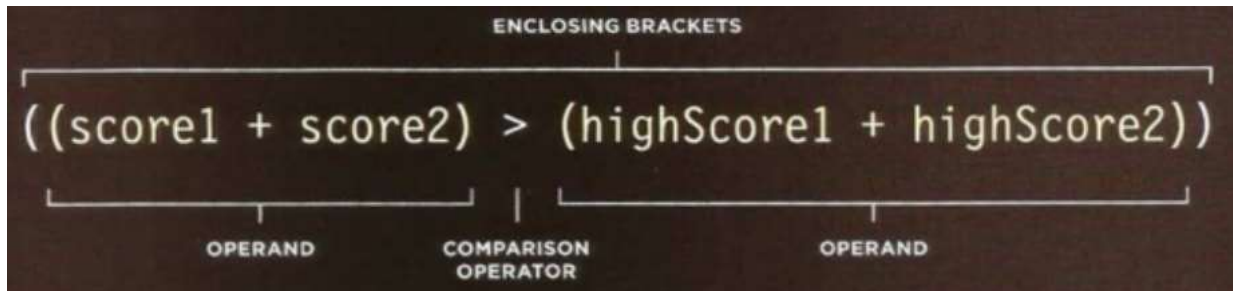 ENCLOSING BRACKETS
((score1 + score2) > (highScore1 + highScore2))
OPERAND
COMPARISON
OPERATOR
OPERAND